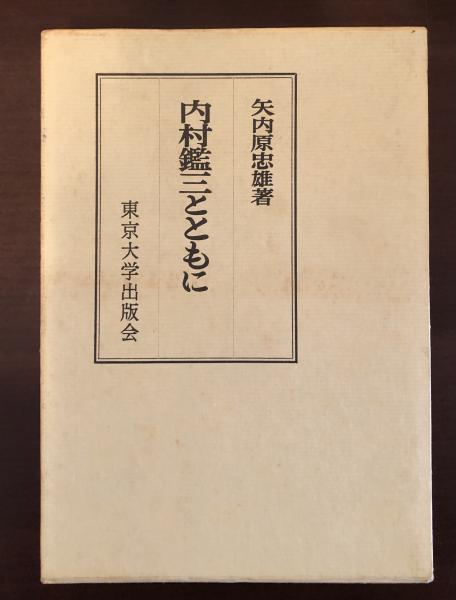 矢内原忠雄著
内村鑑三とともに
東京大学出版会